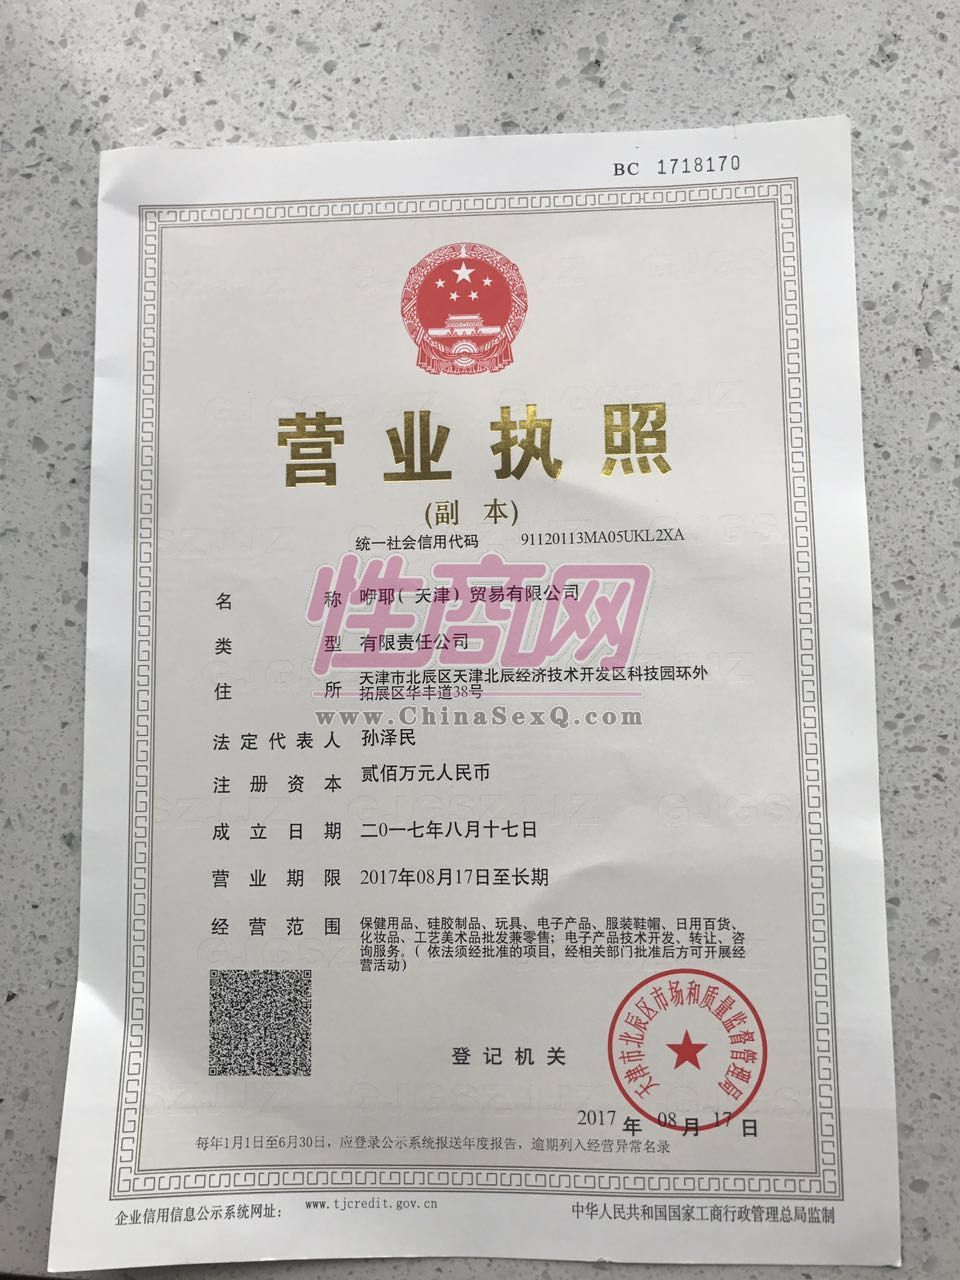 BC 1718170
营业执照
(副 本)
统一社会信用代码 91120113MA05UKL2XA
名 称 咿耶(天津)贸易有限公司
类 型 有限责任公司
住 所 天津市北辰区天津北辰经济技术开发区科技园环外
拓展区华丰道38号
性商网
www.ChinaSexQ.com
法定代表人 孙泽民
注册资本 贰佰万元人民币
成立日期 二〇一七年八月十七日
营业期限 2017年08月17日至长期
经营范围 保健用品、硅胶制品、玩具、电子产品、服装鞋帽、日用百货、
化妆品、工艺美术品批发兼零售；电子产品技术开发、转让、咨
询服务。(依法须经批准的项目，经相关部门批准后方可开展经
营活动)
天津市北辰区市场和质量监督管理局
登记机关
2017年08月17日
每年1月1日至6月30日，应登录公示系统报送年度报告，逾期列入经营异常名录
企业信用信息公示系统网址： www.tjcredit.gov.cn
中华人民共和国国家工商行政管理总局监制